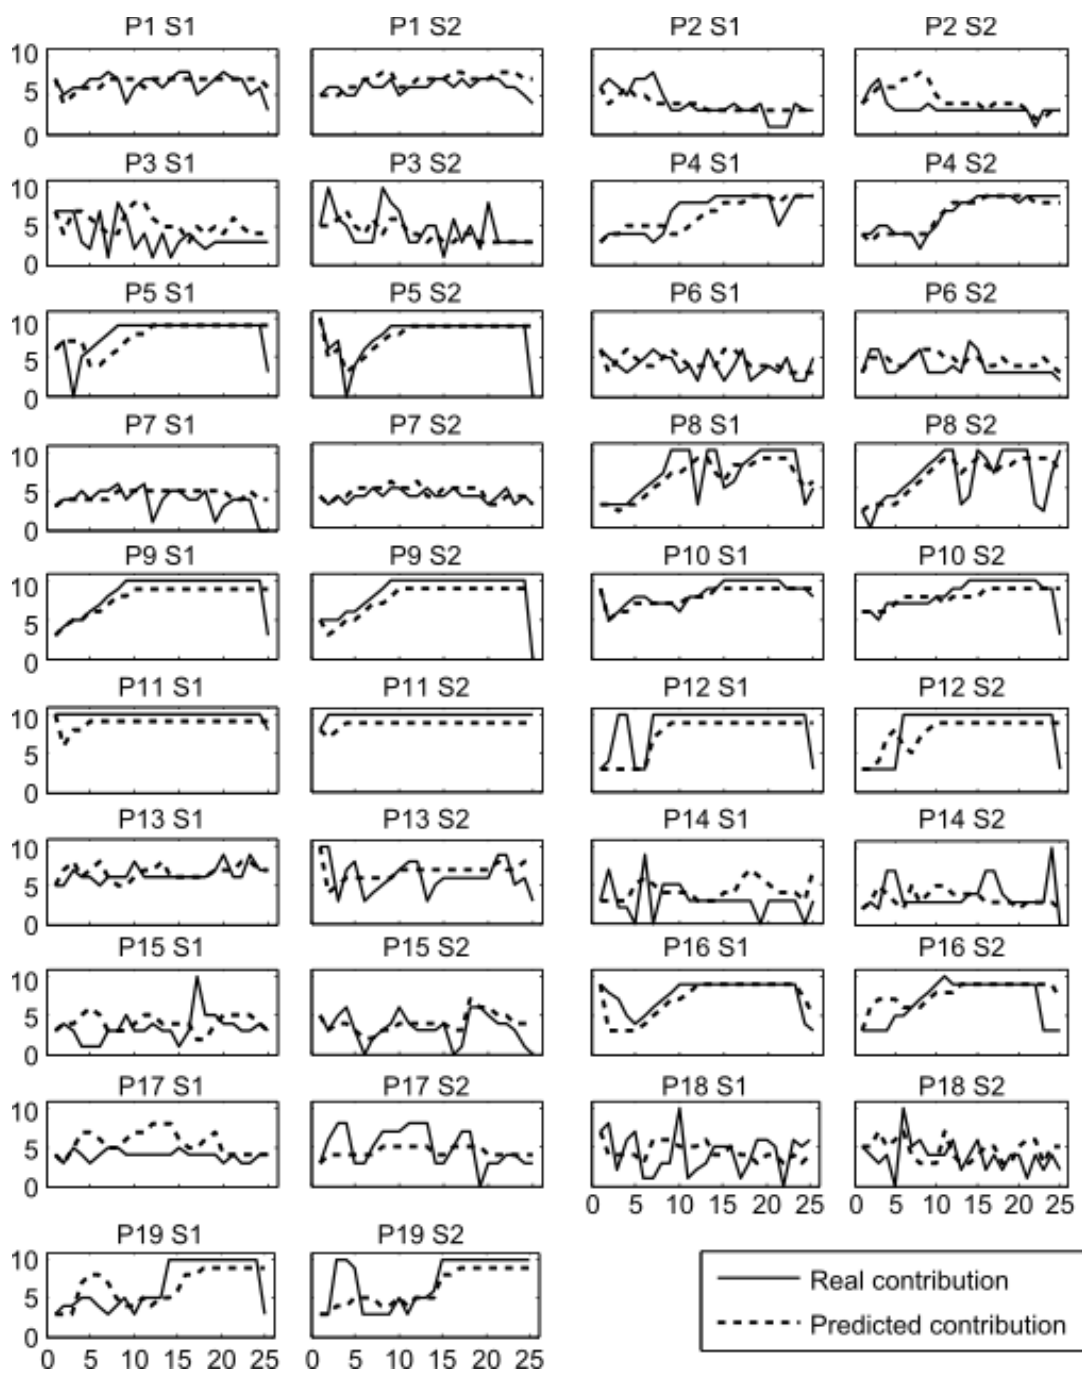 P1 S1 P1 S2 P2 S1 P2 S2
10
5
0
P3 S1 P3 S2 P4 S1 P4 S2
10
5
0
P5 S1 P5 S2 P6 S1 P6 S2
10
5
0
P7 S1 P7 S2 P8 S1 P8 S2
10
5
0
P9 S1 P9 S2 P10 S1 P10 S2
10
5
0
P11 S1 P11 S2 P12 S1 P12 S2
10
5
0
P13 S1 P13 S2 P14 S1 P14 S2
10
5
0
P15 S1 P15 S2 P16 S1 P16 S2
10
5
0
P17 S1 P17 S2 P18 S1 P18 S2
10
5
0
0 5 10 15 20 25 0 5 10 15 20 25
P19 S1 P19 S2
10
5
0
0 5 10 15 20 25 0 5 10 15 20 25
Real contribution
Predicted contribution